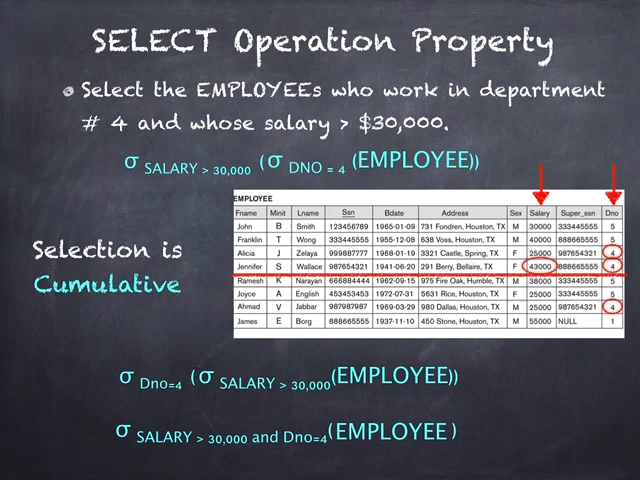 SELECT Operation Property
Select the EMPLOYEEs who work in department
# 4 and whose salary > $30,000.
σ SALARY > 30,000 (σ DNO = 4 (EMPLOYEE))
EMPLOYEE
Fname Minit Lname Ssn Bdate Address Sex Salary Super_ssn Dno
John B Smith 123456789 1965-01-09 731 Fondren, Houston, TX M 30000 333445555 5
Franklin T Wong 333445555 1955-12-08 638 Voss, Houston, TX M 40000 888665555 5
Alicia J Zelaya 999887777 1968-01-19 3321 Castle, Spring, TX F 25000 987654321 4
Jennifer S Wallace 987654321 1941-06-20 291 Berry, Bellaire, TX F 43000 888665555 4
Ramesh K Narayan 666884444 1962-09-15 975 Fire Oak, Humble, TX M 38000 333445555 5
Joyce A English 453453453 1972-07-31 5631 Rice, Houston, TX F 25000 333445555 5
Ahmad V Jabbar 987987987 1969-03-29 980 Dallas, Houston, TX M 25000 987654321 4
James E Borg 888665555 1937-11-10 450 Stone, Houston, TX M 55000 NULL 1
Selection is
Cumulative
σ Dno=4 (σ SALARY > 30,000(EMPLOYEE))
σ SALARY > 30,000 and Dno=4(EMPLOYEE )